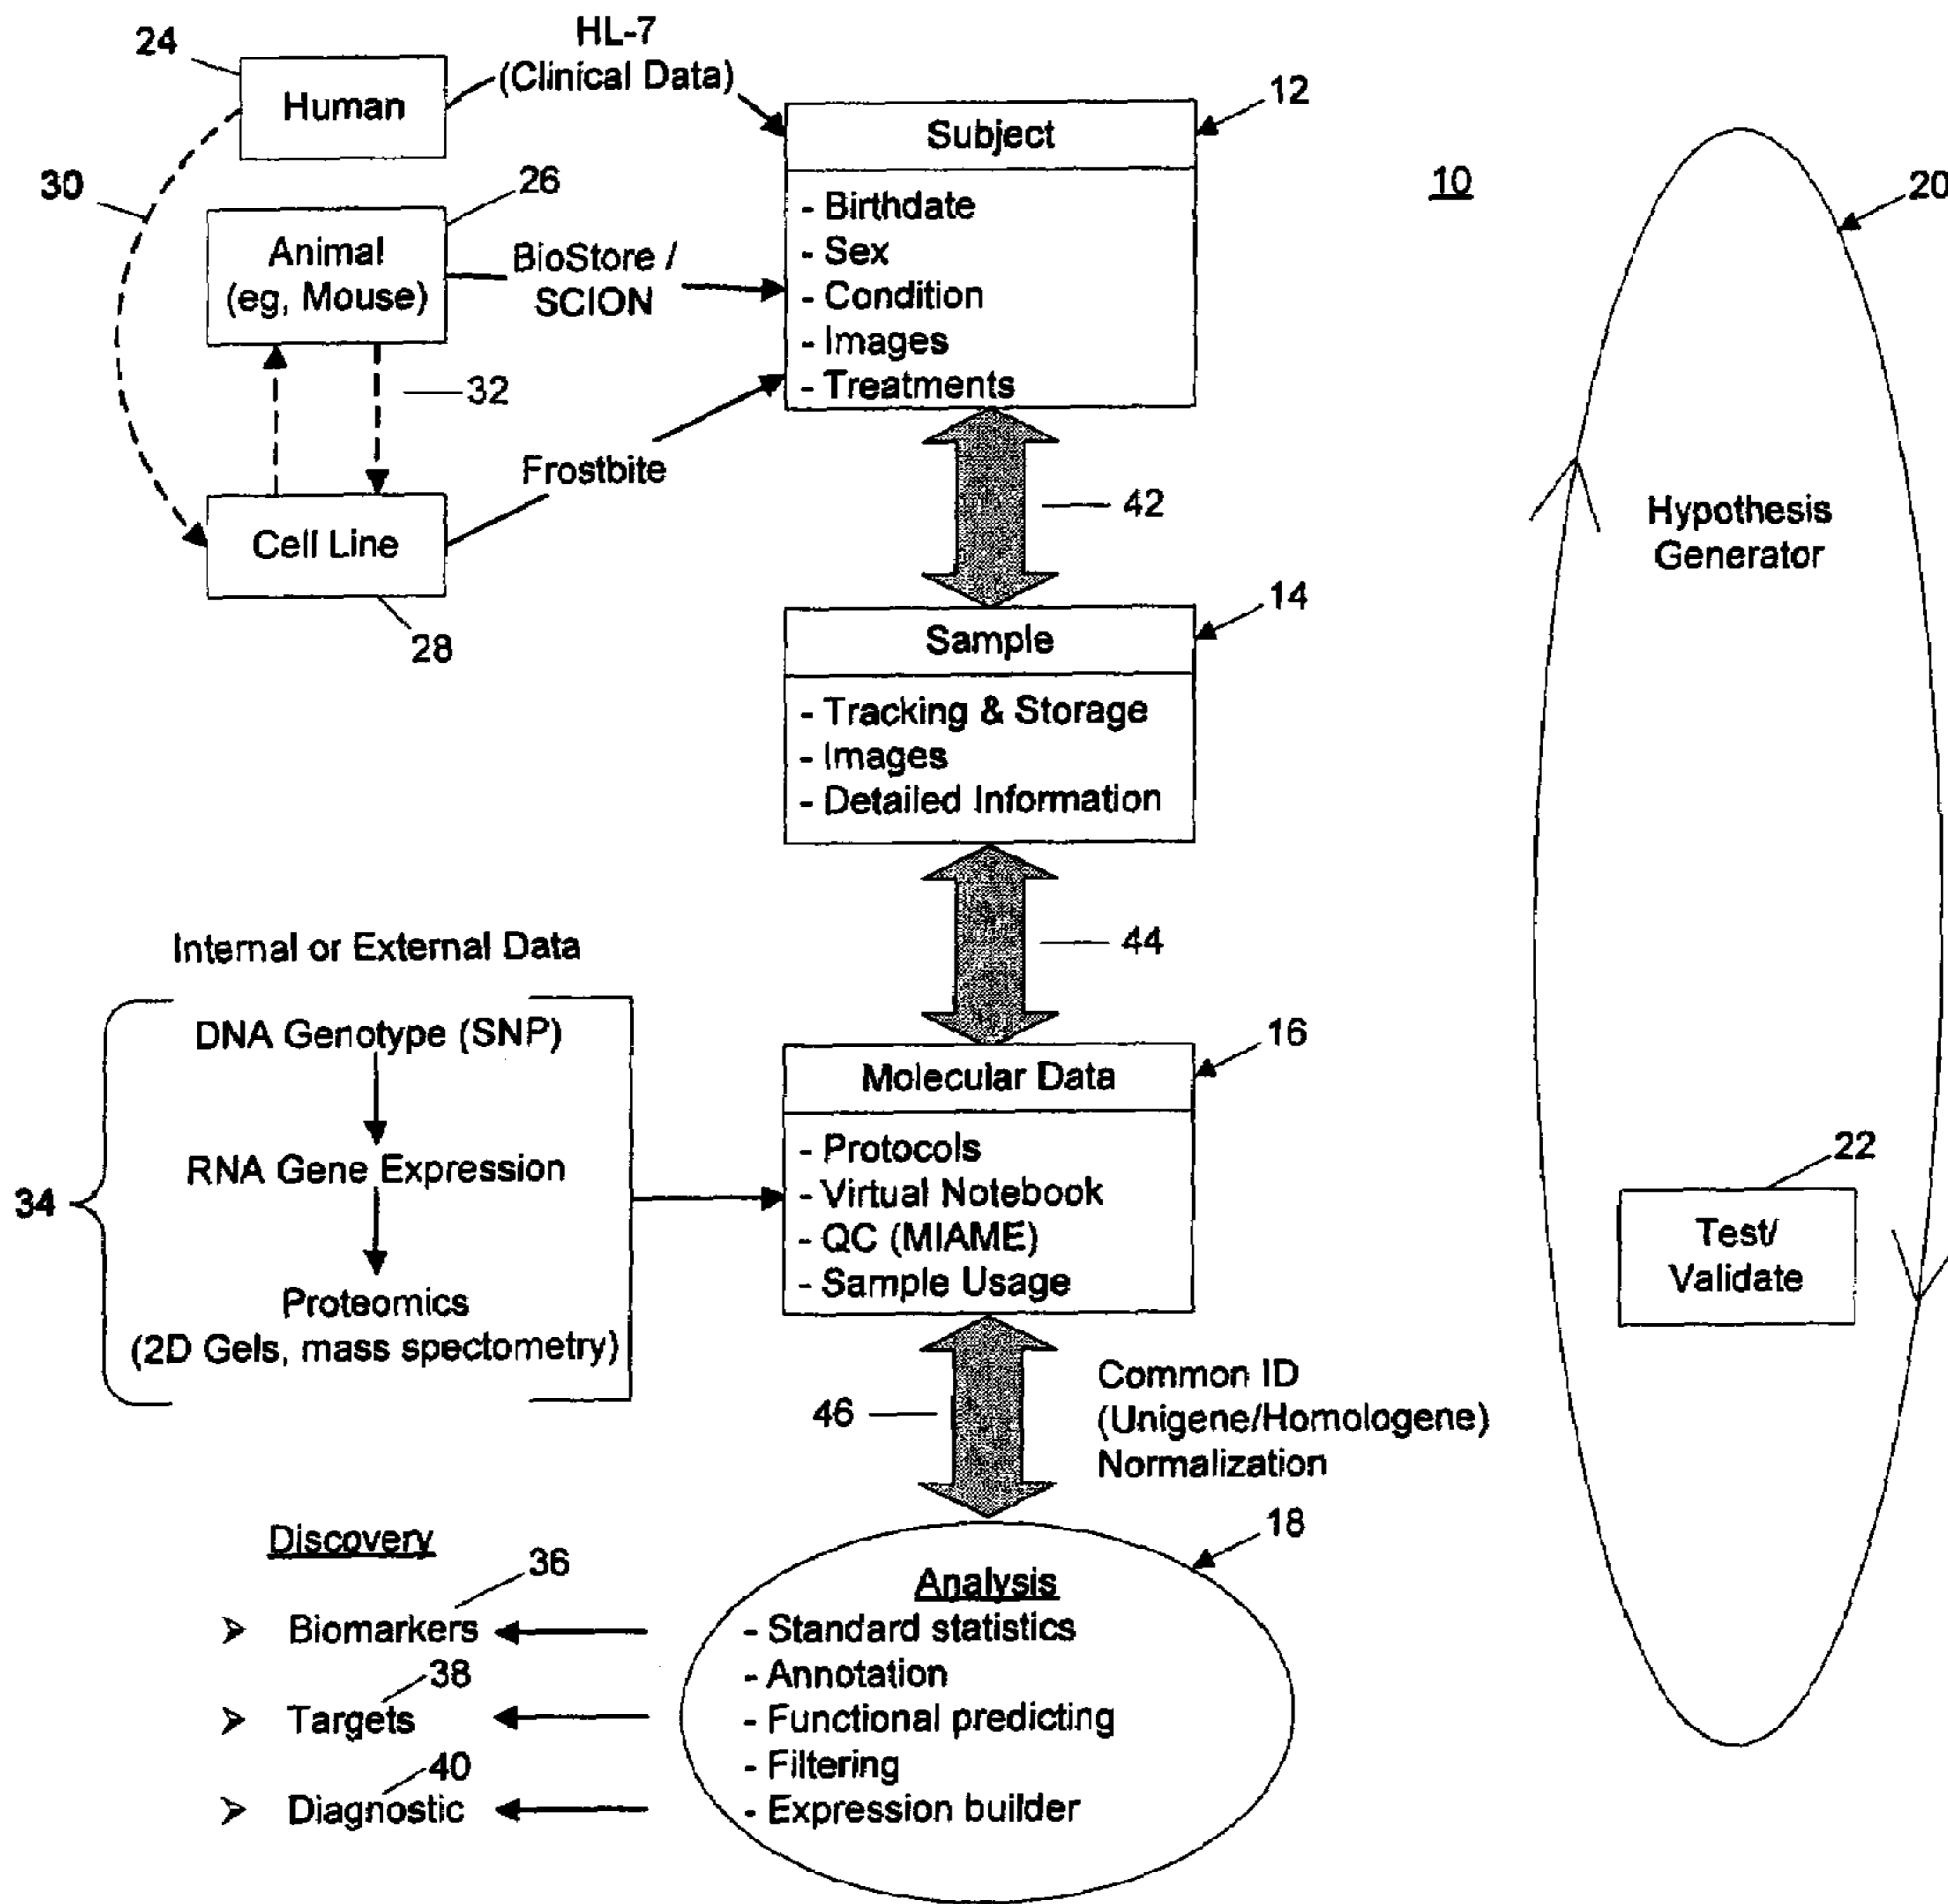 24
Human
HL-7
(Clinical Data)
12
Subject
- Birthdate
- Sex
- Condition
- Images
- Treatments
10
20
30
26
Animal
(eg, Mouse)
BioStore /
SCION
32
Frostbite
Cell Line
28
42
Hypothesis
Generator
14
Sample
- Tracking & Storage
- Images
- Detailed Information
44
Internal or External Data
DNA Genotype (SNP)
RNA Gene Expression
34
Proteomics
(2D Gels, mass spectometry)
16
Molecular Data
- Protocols
- Virtual Notebook
- QC (MIAME)
- Sample Usage
22
Test/
Validate
46
Common ID
(Unigene/Homologene)
Normalization
18
Discovery
36
➢ Biomarkers
38
➢ Targets
40
➢ Diagnostic
Analysis
- Standard statistics
- Annotation
- Functional predicting
- Filtering
- Expression builder